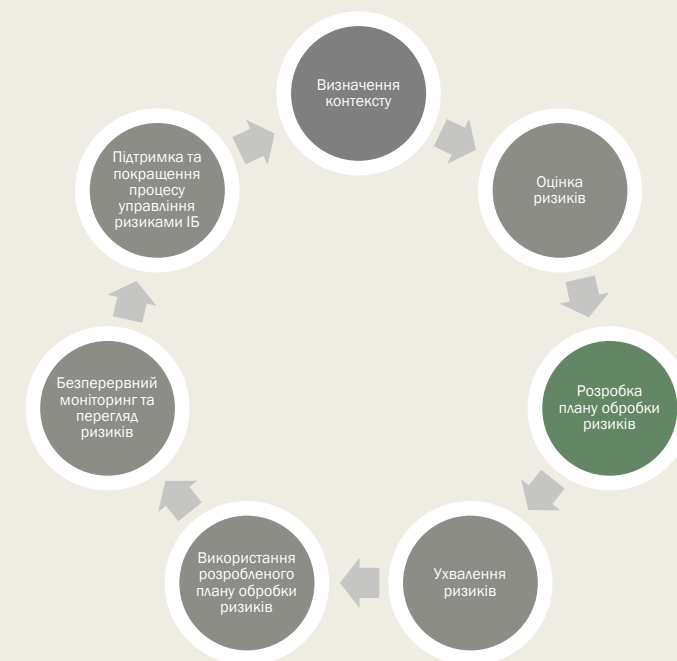 Визначення
контексту
Оцінка
ризиків
Розробка
плану обробки
ризиків
Ухвалення
ризиків
Використання
розробленого
плану обробки
ризиків
Безперервний
моніторинг та
перегляд
ризиків
Підтримка та
покращення
процесу
управління
ризиками ІБ